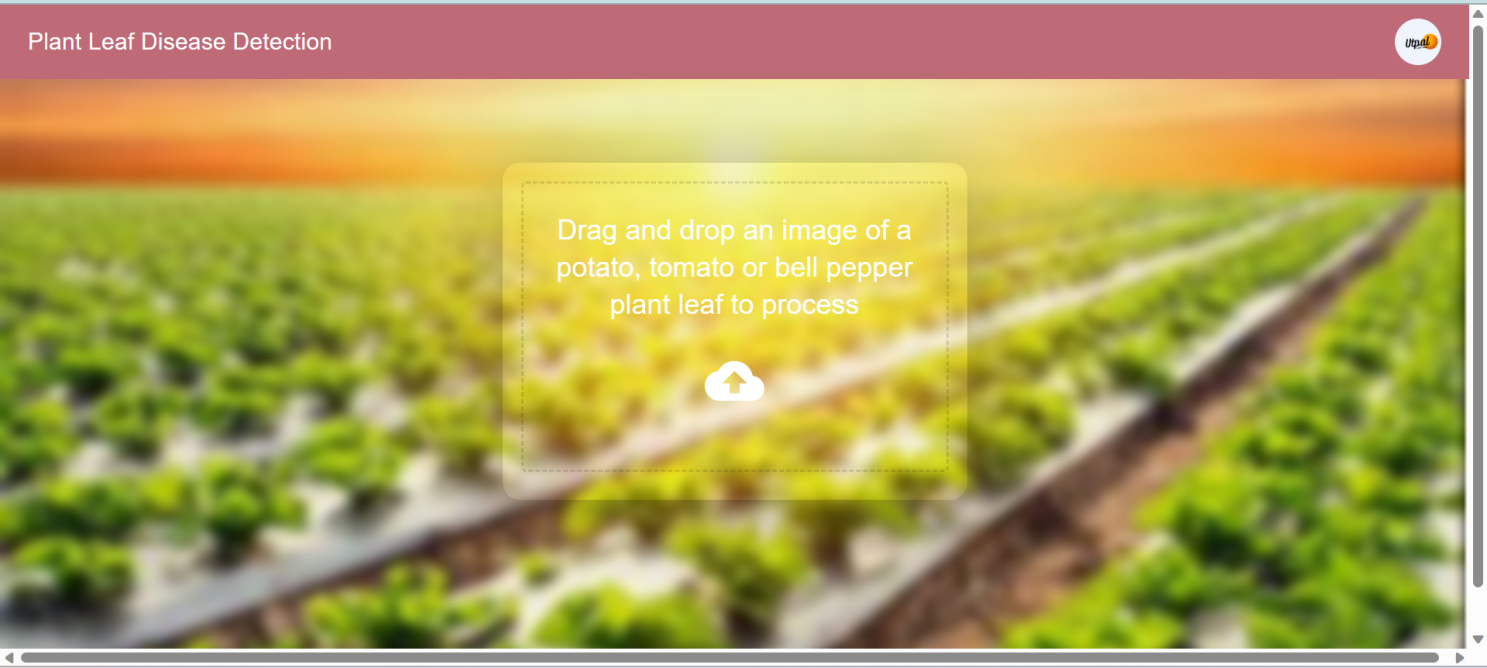 Plant Leaf Disease Detection
Utpal
Drag and drop an image of a
potato, tomato or bell pepper
plant leaf to process